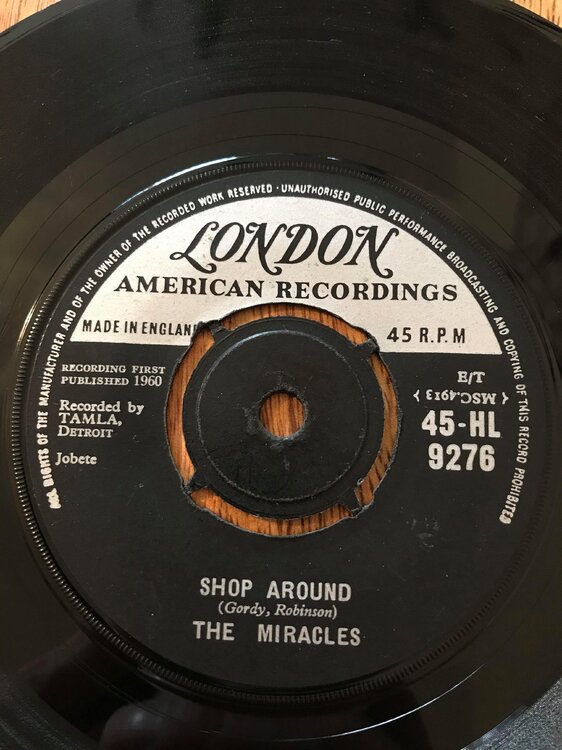 ALL RIGHTS OF THE MANUFACTURER AND OF THE OWNER OF THE RECORDED WORK RESERVED · UNAUTHORISED PUBLIC PERFORMANCE BROADCASTING AND COPYING OF THIS RECORD PROHIBITED
LONDON
AMERICAN RECORDINGS
MADE IN ENGLAND
45 R.P.M
RECORDING FIRST
PUBLISHED 1960
Recorded by
TAMLA,
DETROIT
Jobete
E/T
( MSC.4913 )
45-HL
9276
SHOP AROUND
(Gordy, Robinson)
THE MIRACLES